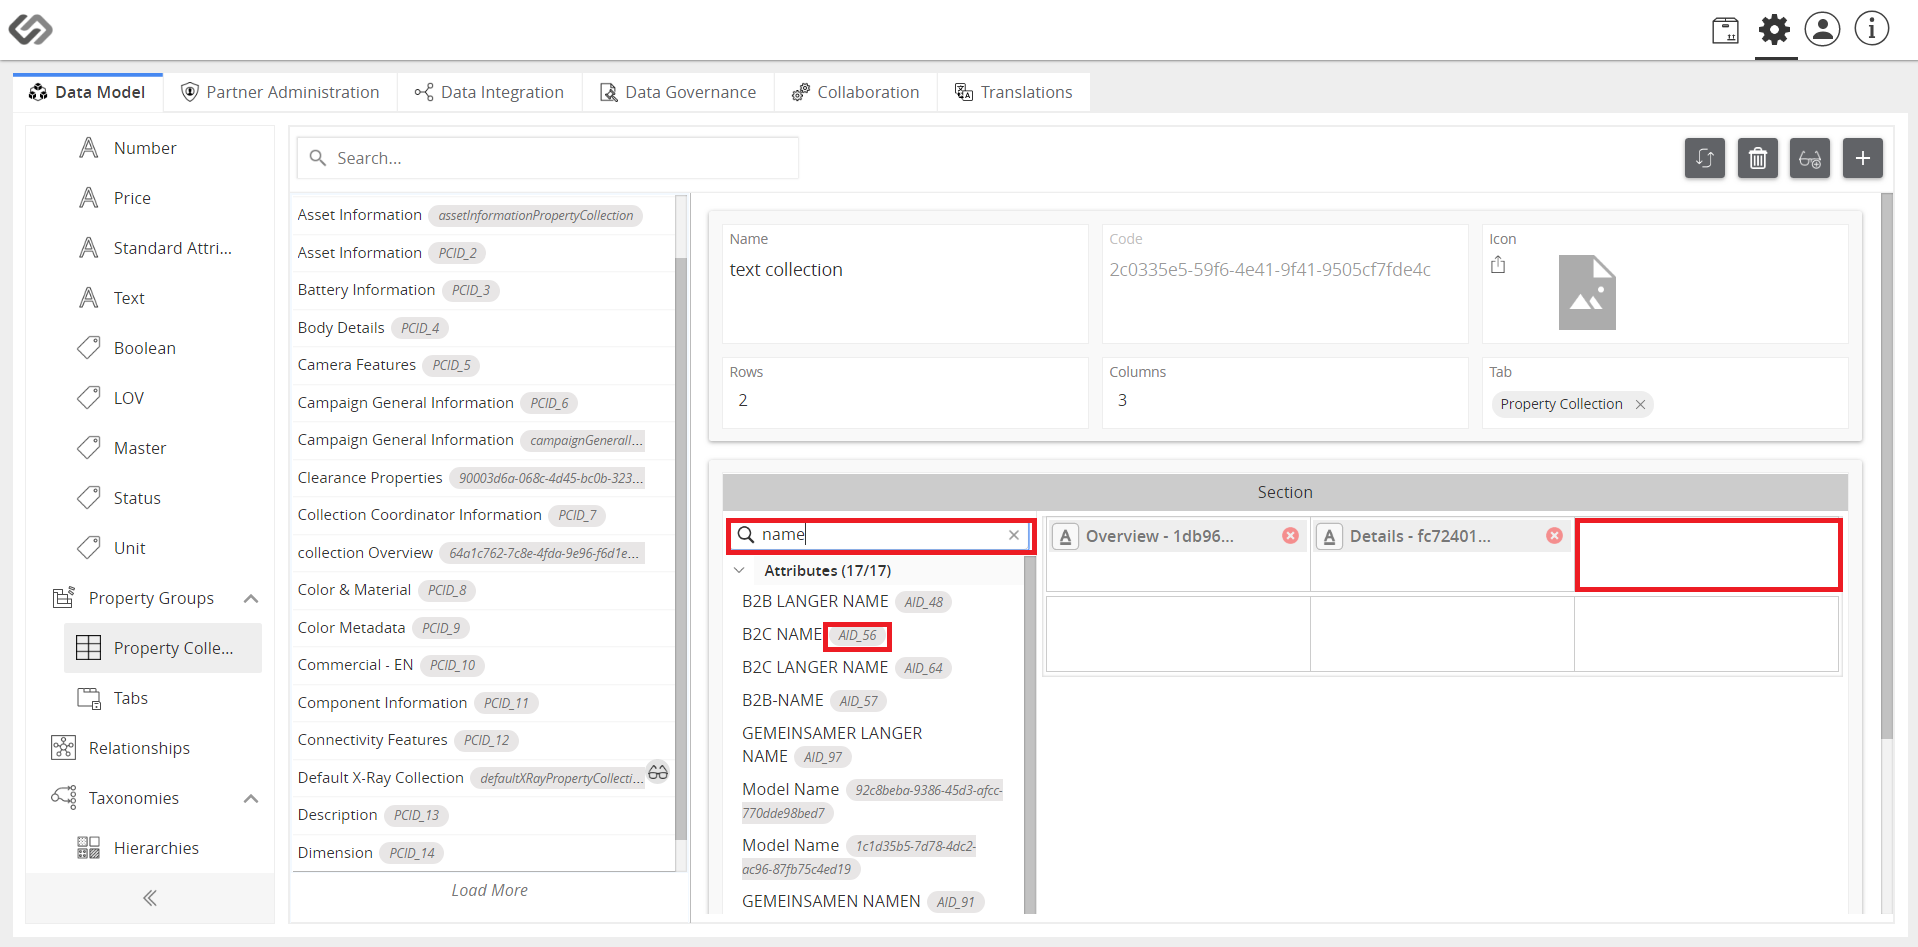 Data Model
Partner Administration
Data Integration
Data Governance
Collaboration
Translations
Number
Price
Standard Attri...
Text
Boolean
LOV
Master
Status
Unit
Property Groups
Property Colle...
Tabs
Relationships
Taxonomies
Hierarchies
Search...
Asset Information assetInformationPropertyCollection
Asset Information PCID_2
Battery Information PCID_3
Body Details PCID_4
Camera Features PCID_5
Campaign General Information PCID_6
Campaign General Information campaignGenerall...
Clearance Properties 90003d6a-068c-4d45-bc0b-323...
Collection Coordinator Information PCID_7
collection Overview 64a1c762-7c8e-4fda-9e96-f6d1e...
Color & Material PCID_8
Color Metadata PCID_9
Commercial - EN PCID_10
Component Information PCID_11
Connectivity Features PCID_12
Default X-Ray Collection defaultXRayPropertyCollecti...
Description PCID_13
Dimension PCID_14
Load More
Name
text collection
Code
2c0335e5-59f6-4e41-9f41-9505cf7fde4c
Icon
Rows
2
Columns
3
Tab
Property Collection
Section
name
Attributes (17/17)
B2B LANGER NAME AID_48
B2C NAME AID_56
B2C LANGER NAME AID_64
B2B-NAME AID_57
GEMEINSAMER LANGER
NAME AID_97
Model Name 92c8beba-9386-45d3-afcc-
770dde98bed7
Model Name 1c1d35b5-7d78-4dc2-
ac96-87fb75c4ed19
GEMEINSAMEN NAMEN AID_91
A Overview - 1db96...
A Details - fc72401...